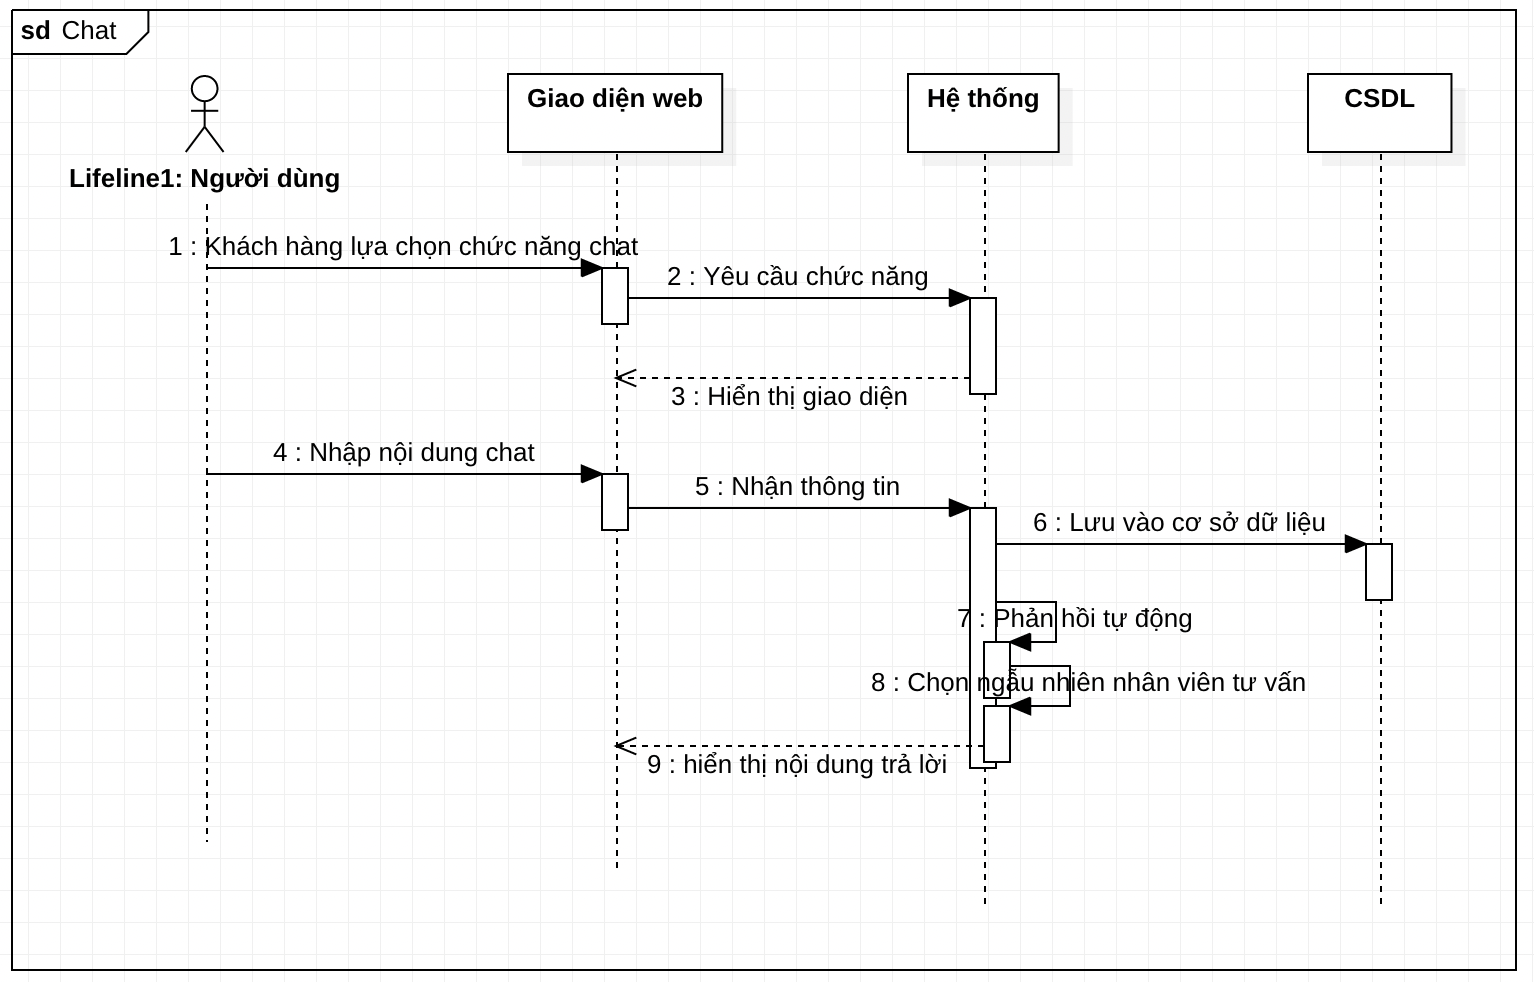 sd Chat
Giao diện web
Hệ thống
CSDL
Lifeline1: Người dùng
1 : Khách hàng lựa chọn chức năng chat
2 : Yêu cầu chức năng
3 : Hiển thị giao diện
4 : Nhập nội dung chat
5 : Nhận thông tin
6 : Lưu vào cơ sở dữ liệu
7 : Phản hồi tự động
8 : Chọn ngẫu nhiên nhân viên tư vấn
9 : hiển thị nội dung trả lời